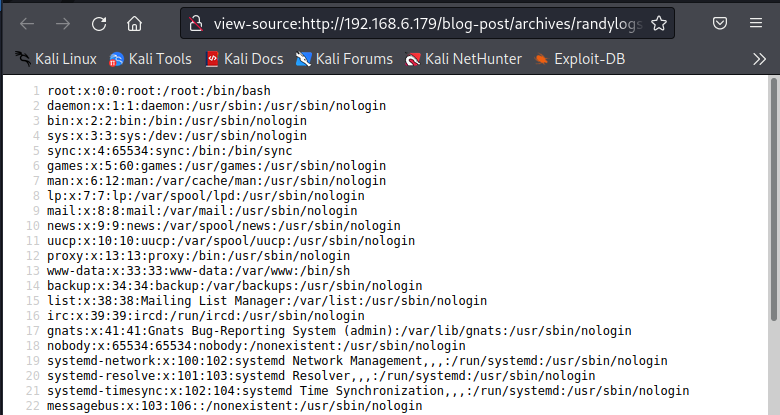 view-source:http://192.168.6.179/blog-post/archives/randylogs
Kali Linux Kali Tools Kali Docs Kali Forums Kali NetHunter Exploit-DB
1 root:x:0:0:root:/root:/bin/bash
2 daemon:x:1:1:daemon:/usr/sbin:/usr/sbin/nologin
3 bin:x:2:2:bin:/bin:/usr/sbin/nologin
4 sys:x:3:3:sys:/dev:/usr/sbin/nologin
5 sync:x:4:65534:sync:/bin:/bin/sync
6 games:x:5:60:games:/usr/games:/usr/sbin/nologin
7 man:x:6:12:man:/var/cache/man:/usr/sbin/nologin
8 lp:x:7:7:lp:/var/spool/lpd:/usr/sbin/nologin
9 mail:x:8:8:mail:/var/mail:/usr/sbin/nologin
10 news:x:9:9:news:/var/spool/news:/usr/sbin/nologin
11 uucp:x:10:10:uucp:/var/spool/uucp:/usr/sbin/nologin
12 proxy:x:13:13:proxy:/bin:/usr/sbin/nologin
13 www-data:x:33:33:www-data:/var/www:/bin/sh
14 backup:x:34:34:backup:/var/backups:/usr/sbin/nologin
15 list:x:38:38:Mailing List Manager:/var/list:/usr/sbin/nologin
16 irc:x:39:39:ircd:/run/ircd:/usr/sbin/nologin
17 gnats:x:41:41:Gnats Bug-Reporting System (admin):/var/lib/gnats:/usr/sbin/nologin
18 nobody:x:65534:65534:nobody:/nonexistent:/usr/sbin/nologin
19 systemd-network:x:100:102:systemd Network Management,,,:/run/systemd:/usr/sbin/nologin
20 systemd-resolve:x:101:103:systemd Resolver,,,:/run/systemd:/usr/sbin/nologin
21 systemd-timesync:x:102:104:systemd Time Synchronization,,,:/run/systemd:/usr/sbin/nologin
22 messagebus:x:103:106::/nonexistent:/usr/sbin/nologin